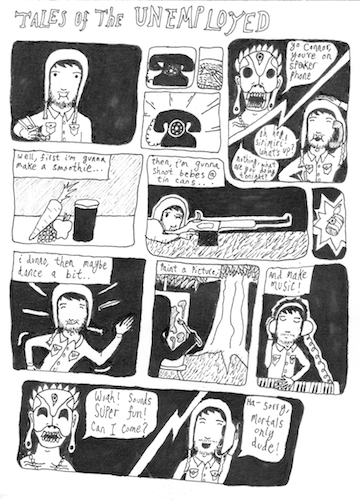 TALES of THE UNEMPLOYED
Yo Connor,
you're on
speaker
phone
Oh hey
what's up?
Nothing, what
are you doing
tonight?
Well, first i'm gunna
make a smoothie...
then, i'm gunna
shoot bebes @
tin cans...
i dunno, then maybe
dance a bit..
Paint a Picture,
And make
MUSIC!
Woah! Sounds
SUPER fun!
Can I come?
Ha-Sorry,
Mortals
only
dude!